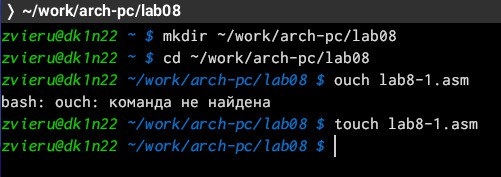 ❭ ~/work/arch-pc/lab08
zvieru@dk1n22 ~ $ mkdir ~/work/arch-pc/lab08
zvieru@dk1n22 ~ $ cd ~/work/arch-pc/lab08
zvieru@dk1n22 ~/work/arch-pc/lab08 $ ouch lab8-1.asm
bash: ouch: команда не найдена
zvieru@dk1n22 ~/work/arch-pc/lab08 $ touch lab8-1.asm
zvieru@dk1n22 ~/work/arch-pc/lab08 $